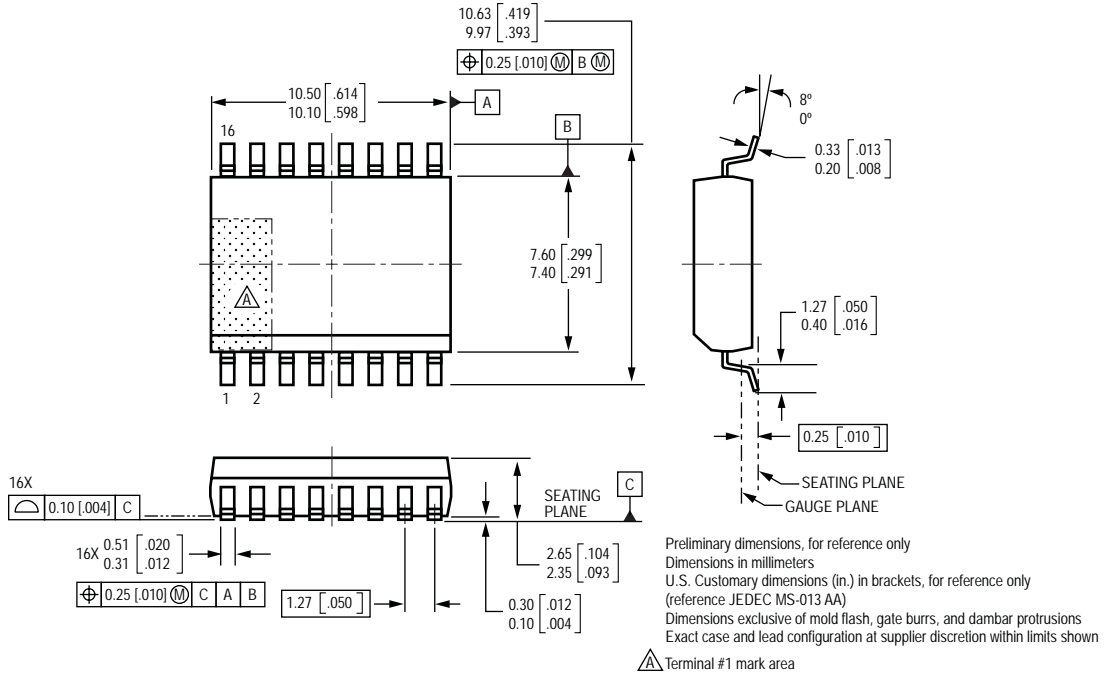 10.63 [.419
9.97 .393]
⌖ 0.25 [.010] Ⓜ B Ⓜ
10.50 [.614
10.10 .598]
A
16
B
8º
0º
0.33 [.013
0.20 .008]
7.60 [.299
7.40 .291]
A
1.27 [.050
0.40 .016]
1 2
0.25 [.010]
SEATING PLANE
GAUGE PLANE
16X
⌓ 0.10 [.004] C
SEATING
PLANE
C
16X 0.51 [.020
0.31 .012]
⌖ 0.25 [.010] Ⓜ C A B
1.27 [.050]
2.65 [.104
2.35 .093]
0.30 [.012
0.10 .004]
Preliminary dimensions, for reference only
Dimensions in millimeters
U.S. Customary dimensions (in.) in brackets, for reference only
(reference JEDEC MS-013 AA)
Dimensions exclusive of mold flash, gate burrs, and dambar protrusions
Exact case and lead configuration at supplier discretion within limits shown
A Terminal #1 mark area